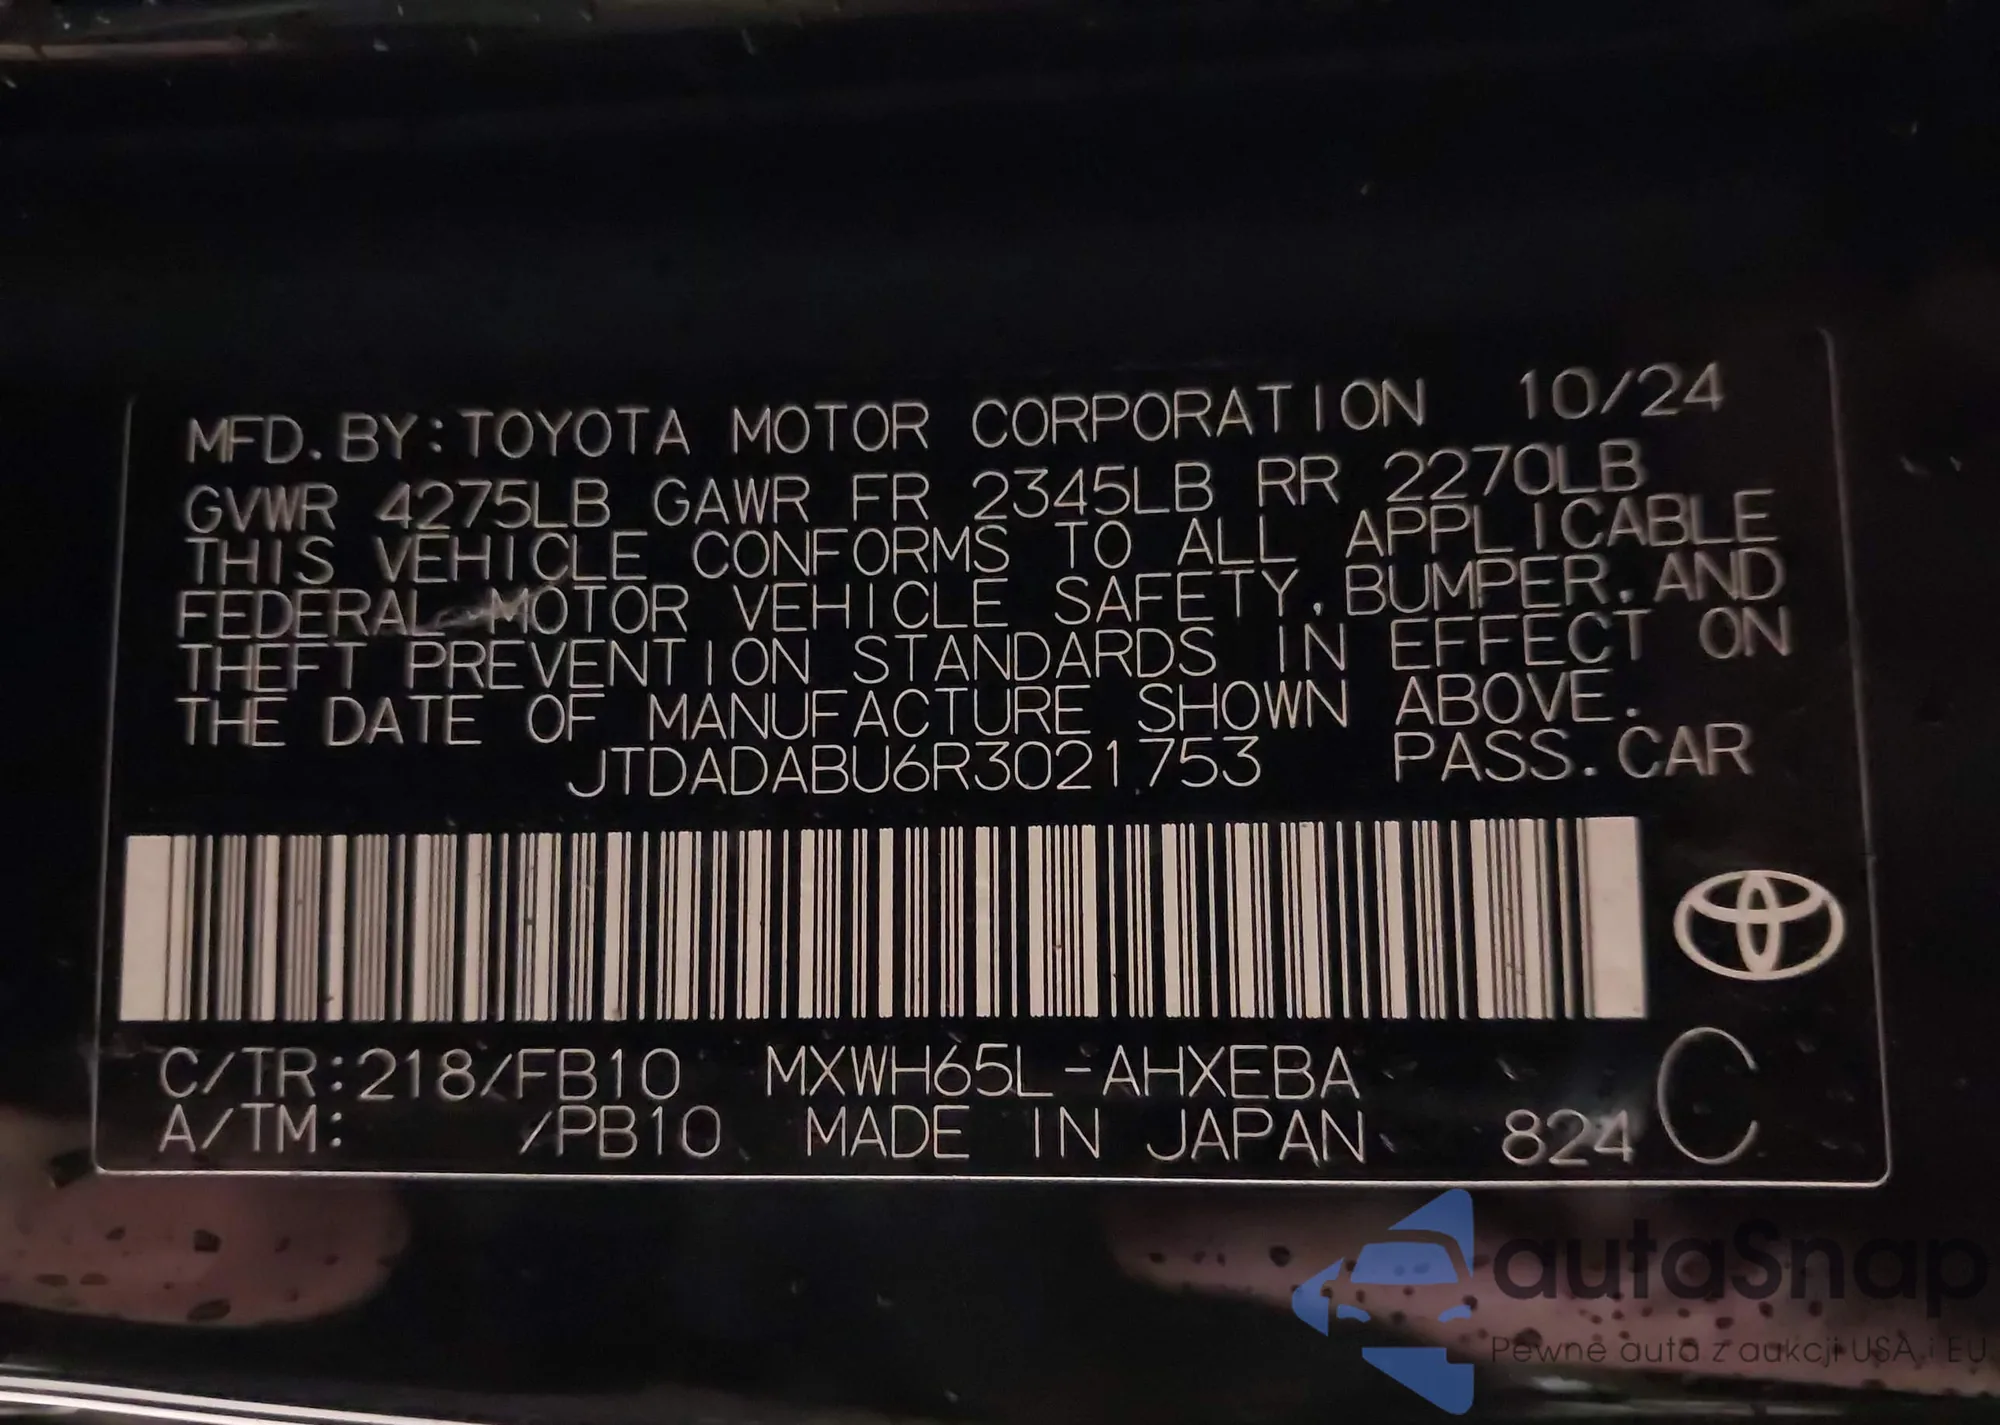 MFD. BY: TOYOTA MOTOR CORPORATION 10/24
GVWR 4275LB GAWR FR 2345LB RR 2270LB
THIS VEHICLE CONFORMS TO ALL APPLICABLE
FEDERAL MOTOR VEHICLE SAFETY, BUMPER, AND
THEFT PREVENTION STANDARDS IN EFFECT ON
THE DATE OF MANUFACTURE SHOWN ABOVE.
JTDADABU6R3021753 PASS. CAR
C/TR:218/FB10 MXWH65L-AHXEBA
A/TM: /PB10 MADE IN JAPAN 824 C
autaSnap
Pewne auta z aukcji USA i EU